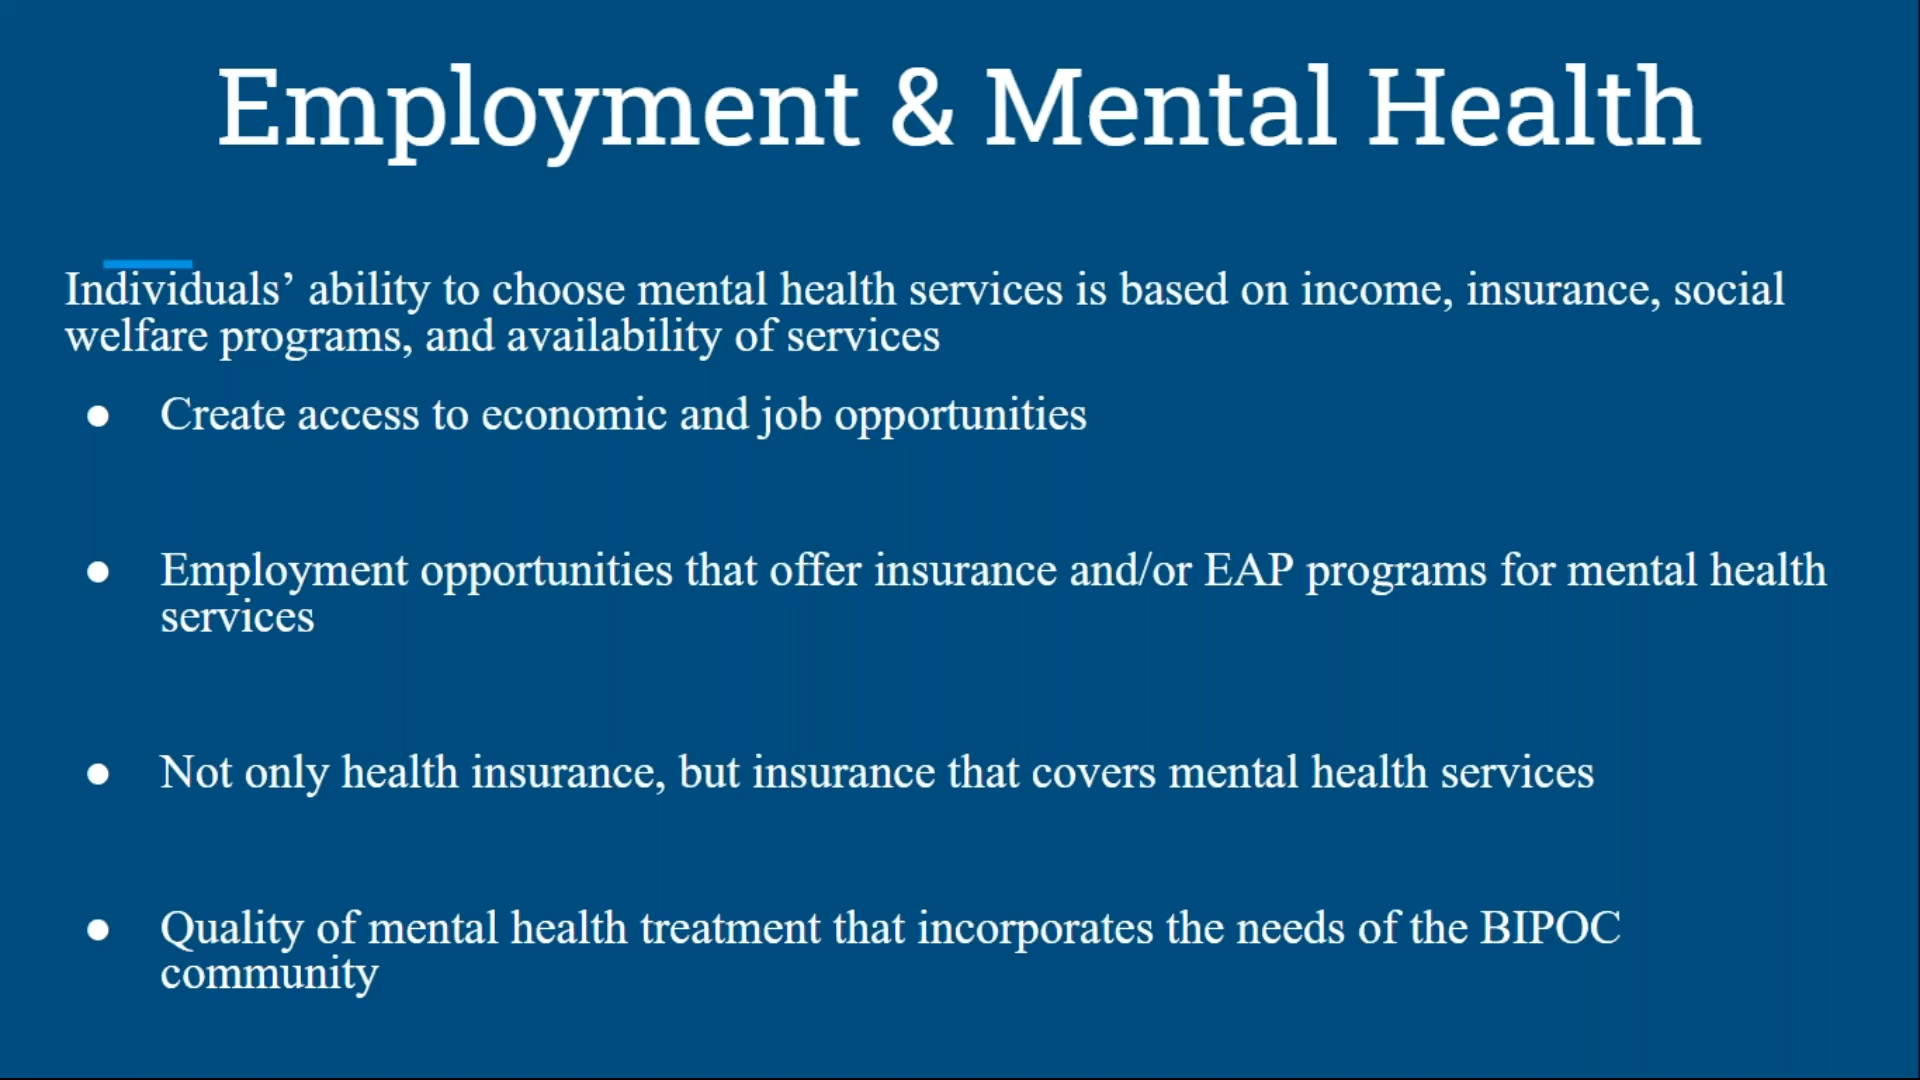 Employment & Mental Health
Individuals’ ability to choose mental health services is based on income, insurance, social
welfare programs, and availability of services
● Create access to economic and job opportunities
● Employment opportunities that offer insurance and/or EAP programs for mental health
services
● Not only health insurance, but insurance that covers mental health services
● Quality of mental health treatment that incorporates the needs of the BIPOC
community